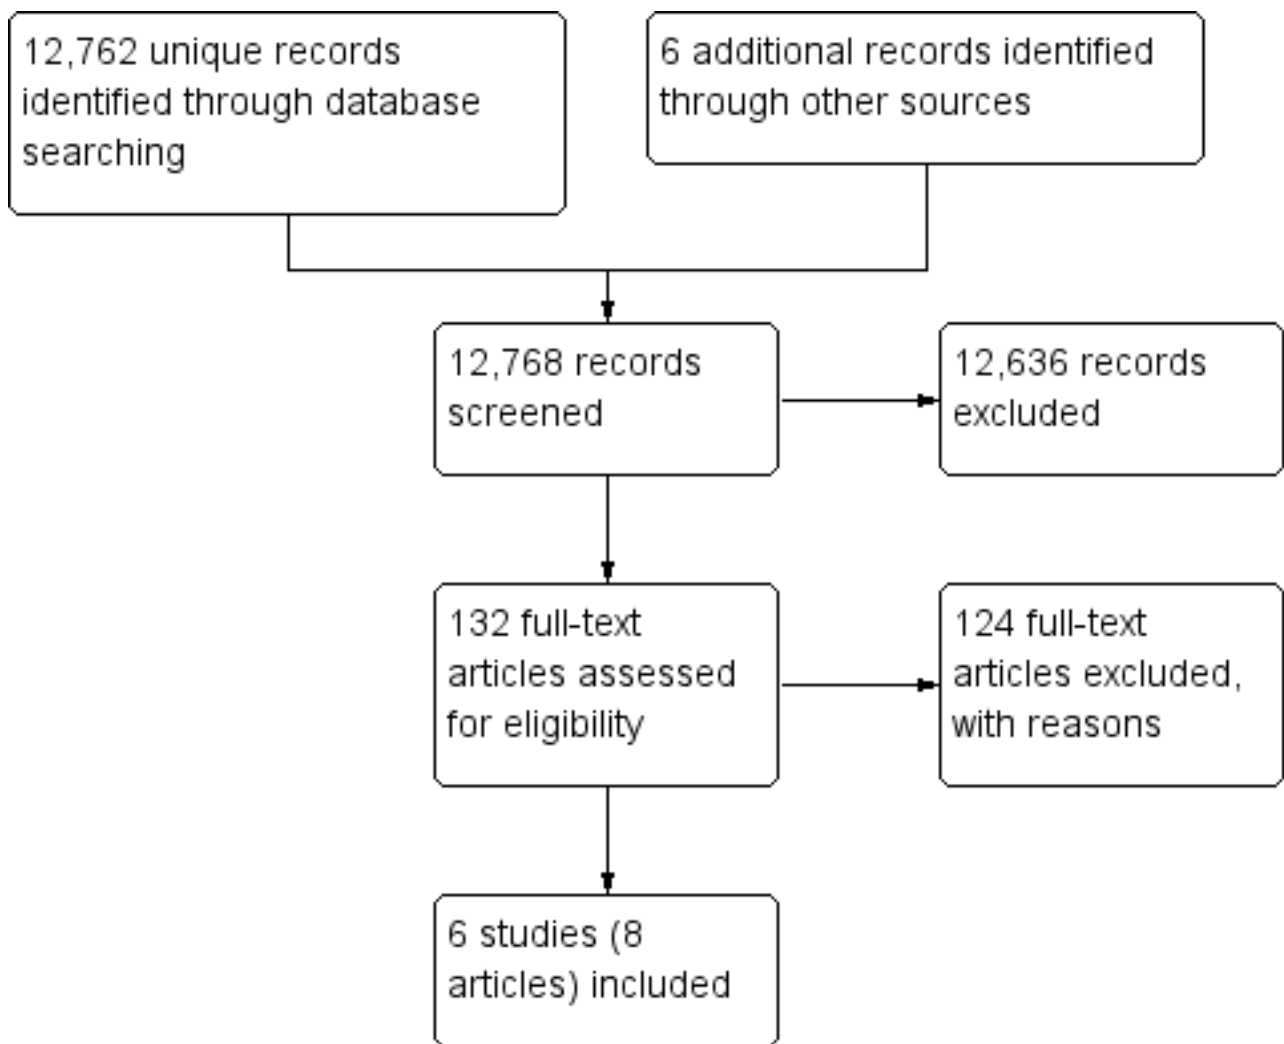 12,762 unique records
identified through database
searching
6 additional records identified
through other sources
12,768 records
screened
12,636 records
excluded
132 full-text
articles assessed
for eligibility
124 full-text
articles excluded,
with reasons
6 studies (8
articles) included